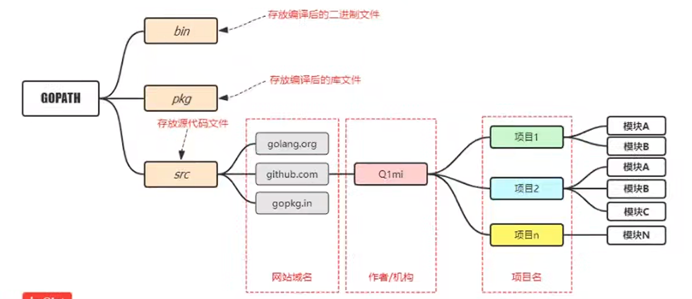 存放编译后的二进制文件
bin
GOPATH
存放编译后的库文件
pkg
存放源代码文件
src
golang.org
github.com
gopkg.in
Q1mi
项目1
模块A
模块B
项目2
模块A
模块B
模块C
项目n
模块N
网站域名
作者/机构
项目名